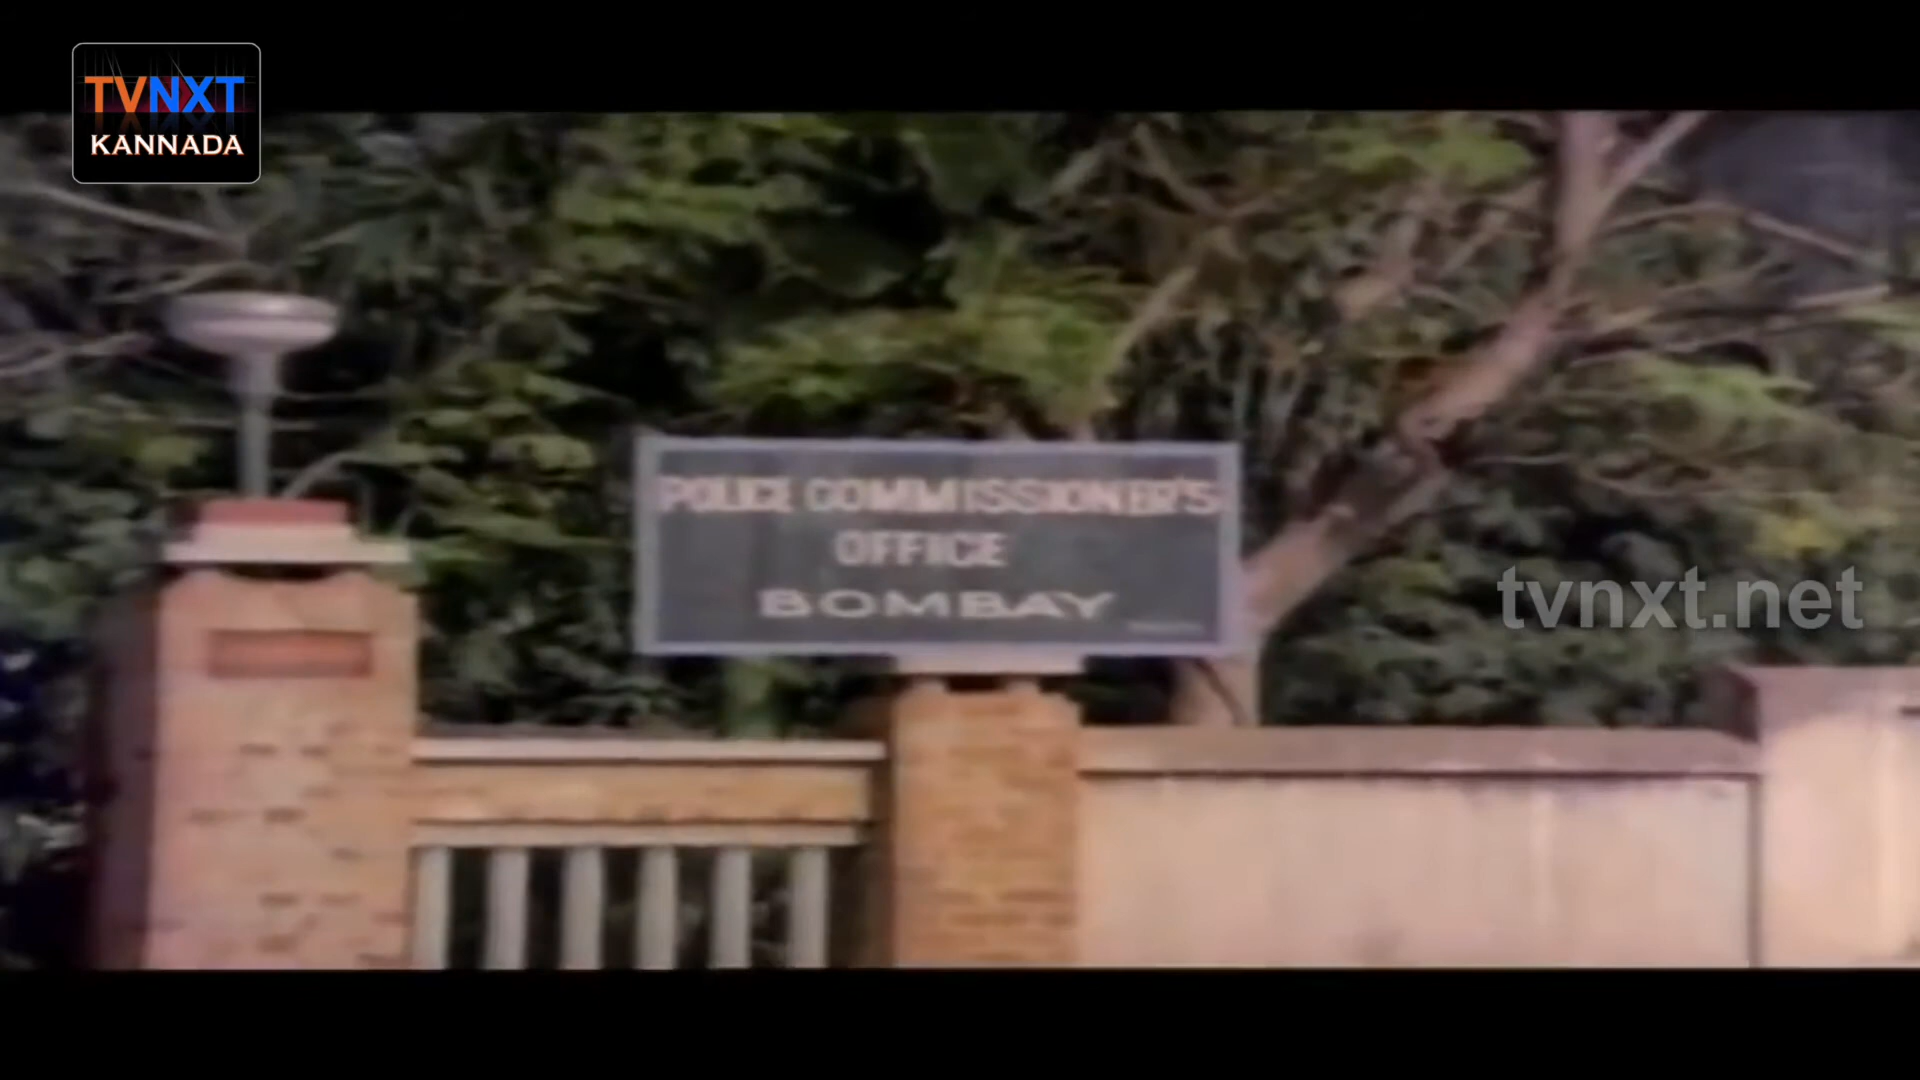 TVNXT
KANNADA
POLICE COMMISSIONER'S
OFFICE
BOMBAY
tvnxt.net